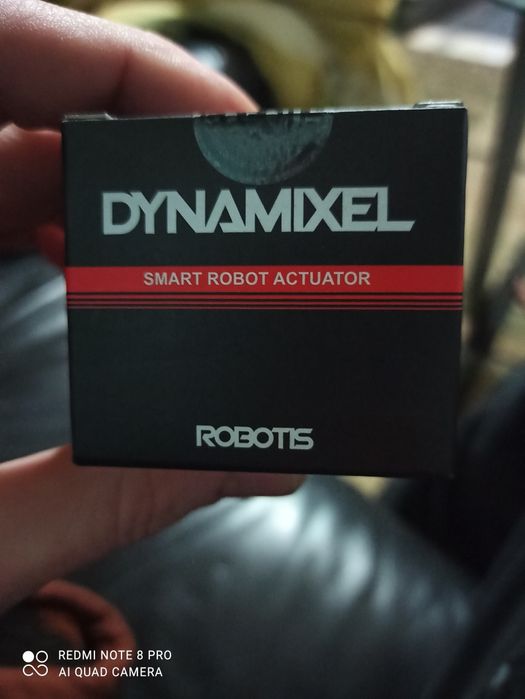 DYNAMIXEL
SMART ROBOT ACTUATOR
ROBOTIS
REDMI NOTE 8 PRO
AI QUAD CAMERA